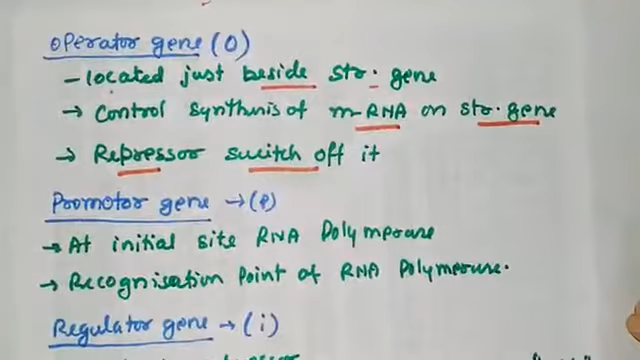 Operator gene (O)
- located just beside str. gene
→ Control synthesis of m-RNA on str. gene
→ Repressor switch off it
Promotor gene → (P)
→ At initial site RNA Polymerase
→ Recognisation Point of RNA Polymerase.
Regulator gene → (i)